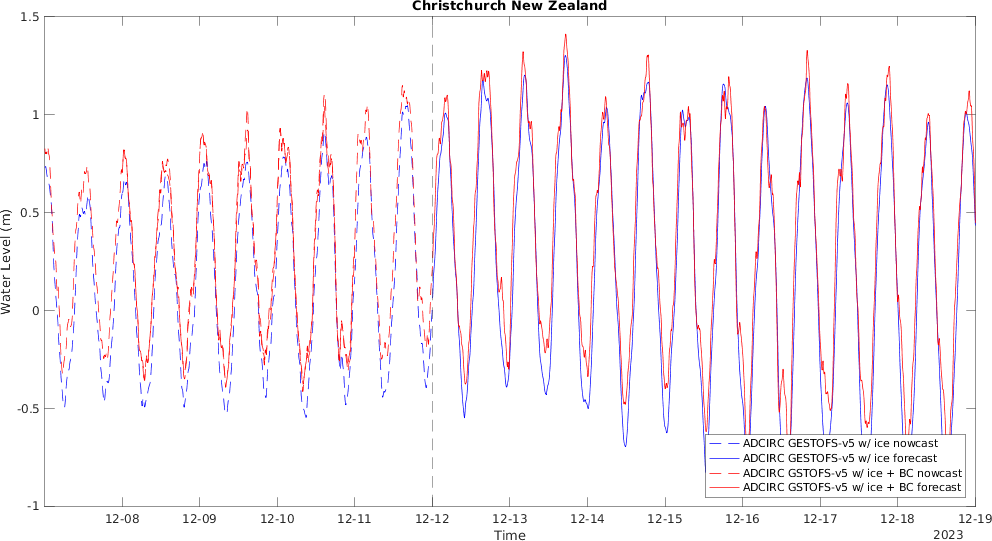 Christchurch New Zealand
Water Level (m)
1.5
1
0.5
0
-0.5
-1
ADCIRC GESTOFS-v5 w/ ice nowcast
ADCIRC GESTOFS-v5 w/ ice forecast
ADCIRC GSTOFS-v5 w/ ice + BC nowcast
ADCIRC GSTOFS-v5 w/ ice + BC forecast
12-08 12-09 12-10 12-11 12-12 12-13 12-14 12-15 12-16 12-17 12-18 12-19
Time
2023